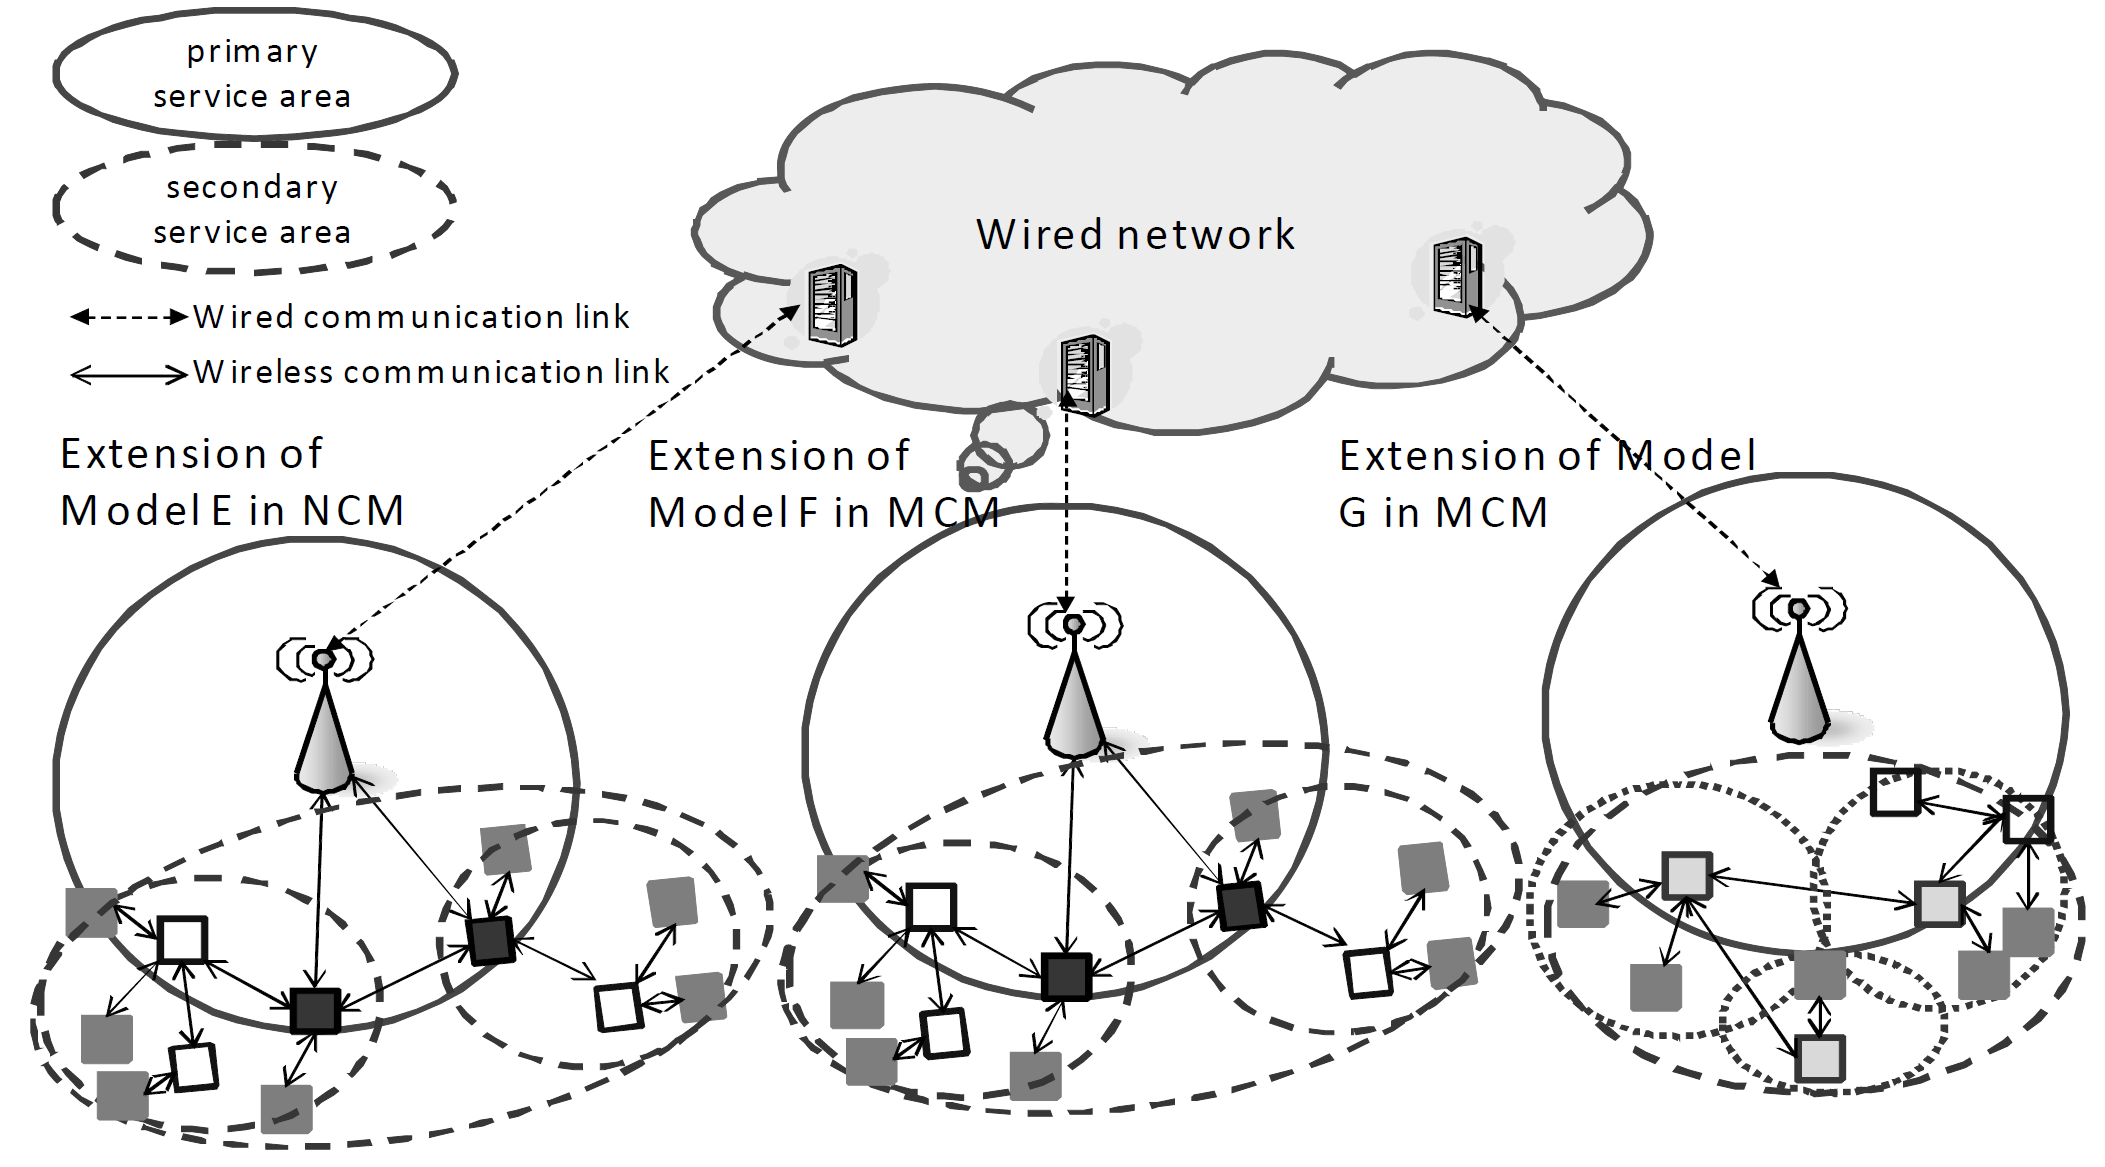 primary
service area
secondary
service area
Wired communication link
Wireless communication link
Wired network
Extension of
Model E in NCM
Extension of
Model F in MCM
Extension of Model
G in MCM